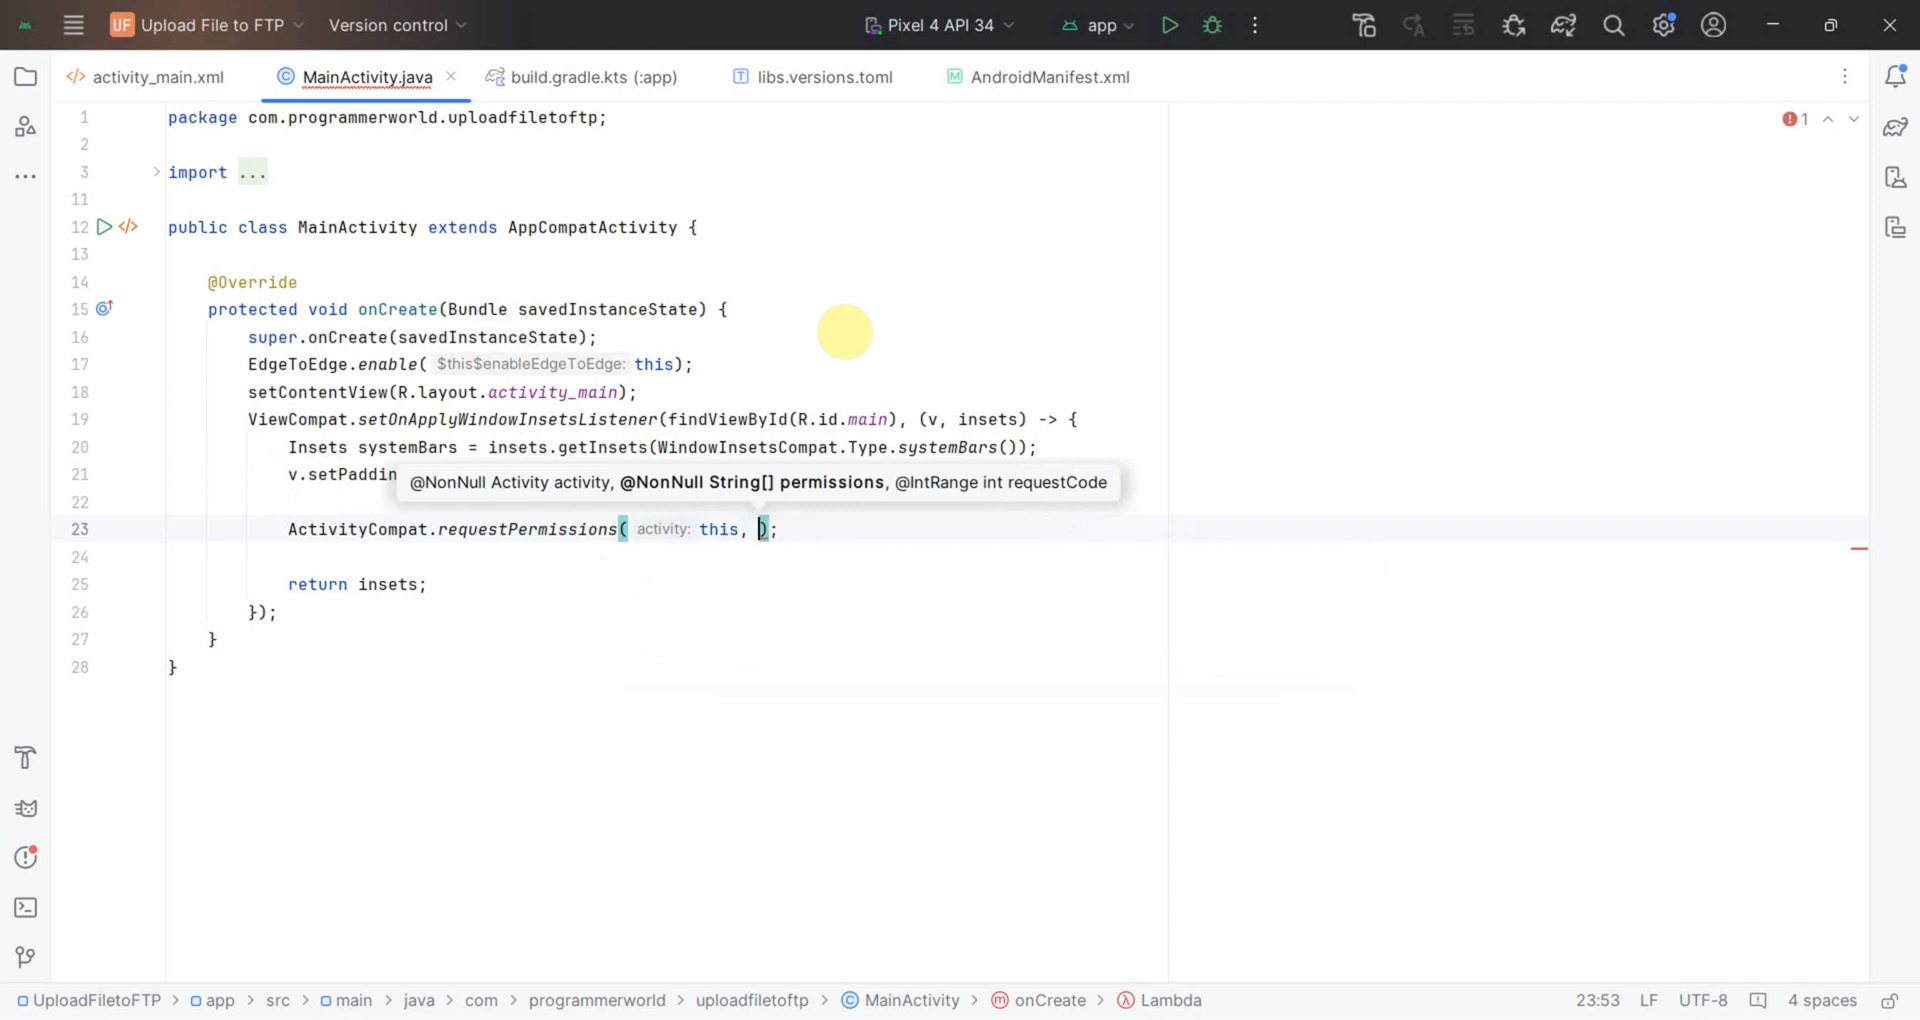 UF Upload File to FTP Version control Pixel 4 API 34 app
activity_main.xml MainActivity.java build.gradle.kts (:app) libs.versions.toml AndroidManifest.xml
1 package com.programmerworld.uploadfiletoftp;
1
2
3 import ...
11
12 public class MainActivity extends AppCompatActivity {
13
14 @Override
15 protected void onCreate(Bundle savedInstanceState) {
16 super.onCreate(savedInstanceState);
17 EdgeToEdge.enable( $this$enableEdgeToEdge: this);
18 setContentView(R.layout.activity_main);
19 ViewCompat.setOnApplyWindowInsetsListener(findViewById(R.id.main), (v, insets) -> {
20 Insets systemBars = insets.getInsets(WindowInsetsCompat.Type.systemBars());
21 v.setPaddin
@NonNull Activity activity, @NonNull String[] permissions, @IntRange int requestCode
22
23 ActivityCompat.requestPermissions( activity: this, );
24
25 return insets;
26 });
27 }
28 }
UploadFiletoFTP > app > src > main > java > com > programmerworld > uploadfiletoftp > MainActivity > onCreate > Lambda 23:53 LF UTF-8 4 spaces